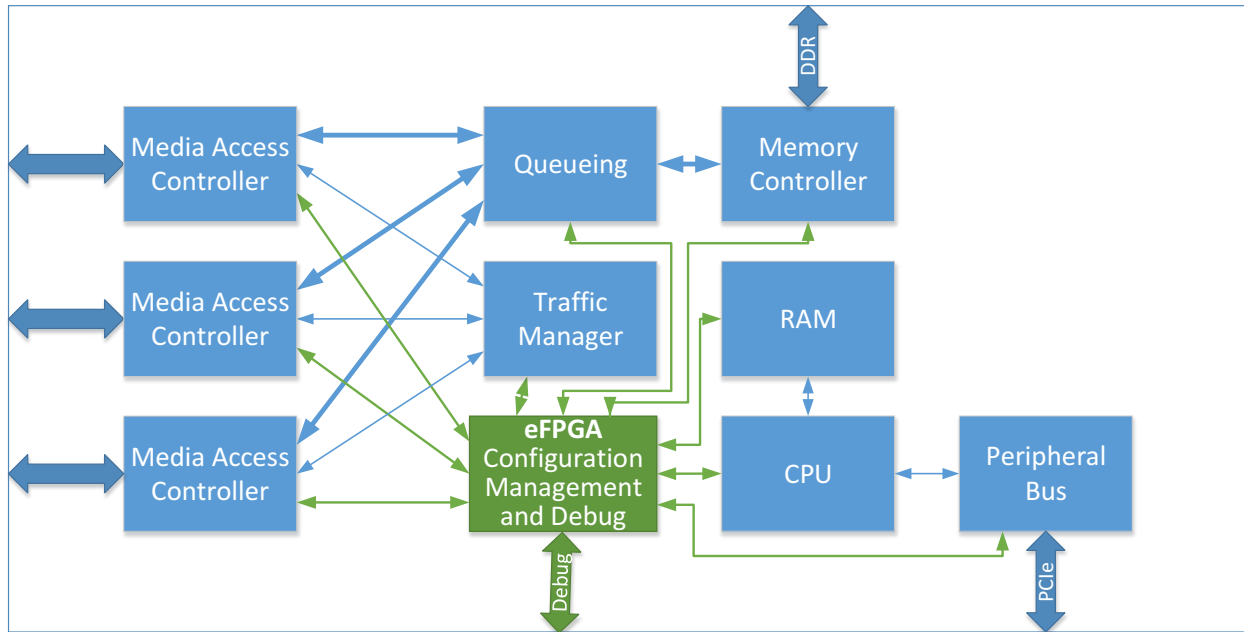 DDR
Media Access
Controller
Queueing
Memory
Controller
Media Access
Controller
Traffic
Manager
RAM
Media Access
Controller
eFPGA
Configuration
Management
and Debug
CPU
Peripheral
Bus
Debug
PCIe